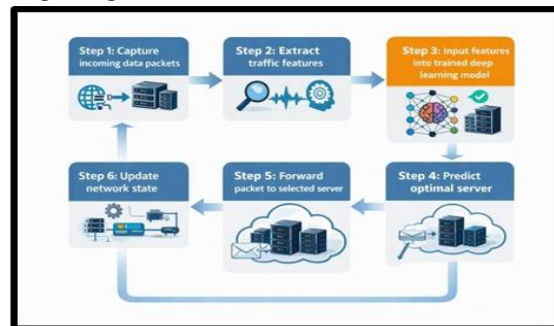 Step 1: Capture
incoming data packets
Step 2: Extract
traffic features
Step 3: Input features
into trained deep
learning model
Step 4: Predict
optimal server
Step 5: Forward
packet to selected server
Step 6: Update
network state